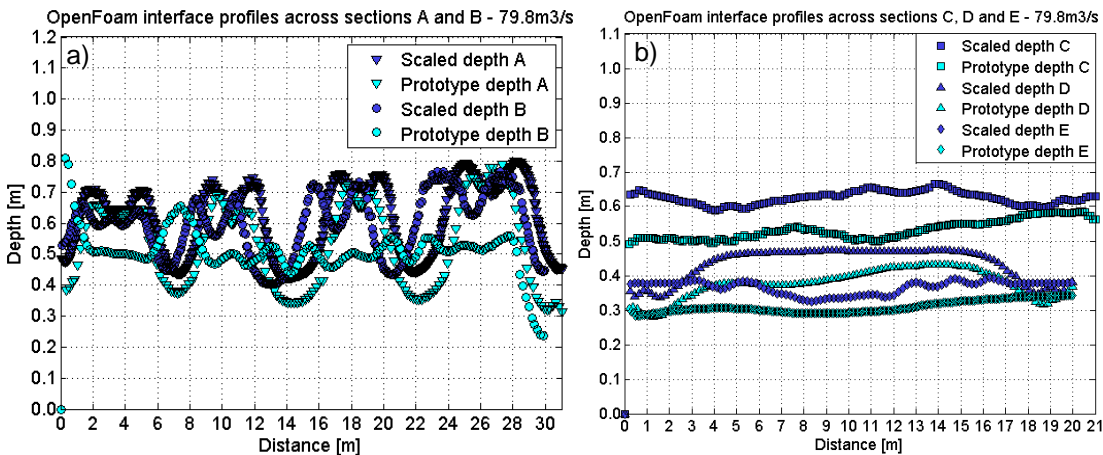 OpenFoam interface profiles across sections A and B - 79.8m3/s
a)
Scaled depth A
Prototype depth A
Scaled depth B
Prototype depth B
Depth [m]
1.2
1.1
1.0
0.9
0.8
0.7
0.6
0.5
0.4
0.3
0.2
0.1
0.0
0 2 4 6 8 10 12 14 16 18 20 22 24 26 28 30
Distance [m]
OpenFoam interface profiles across sections C, D and E - 79.8m3/s
b)
Scaled depth C
Prototype depth C
Scaled depth D
Prototype depth D
Scaled depth E
Prototype depth E
Depth [m]
1.1
1.0
0.9
0.8
0.7
0.6
0.5
0.4
0.3
0.2
0.1
0.0
0 1 2 3 4 5 6 7 8 9 10 11 12 13 14 15 16 17 18 19 20 21
Distance [m]